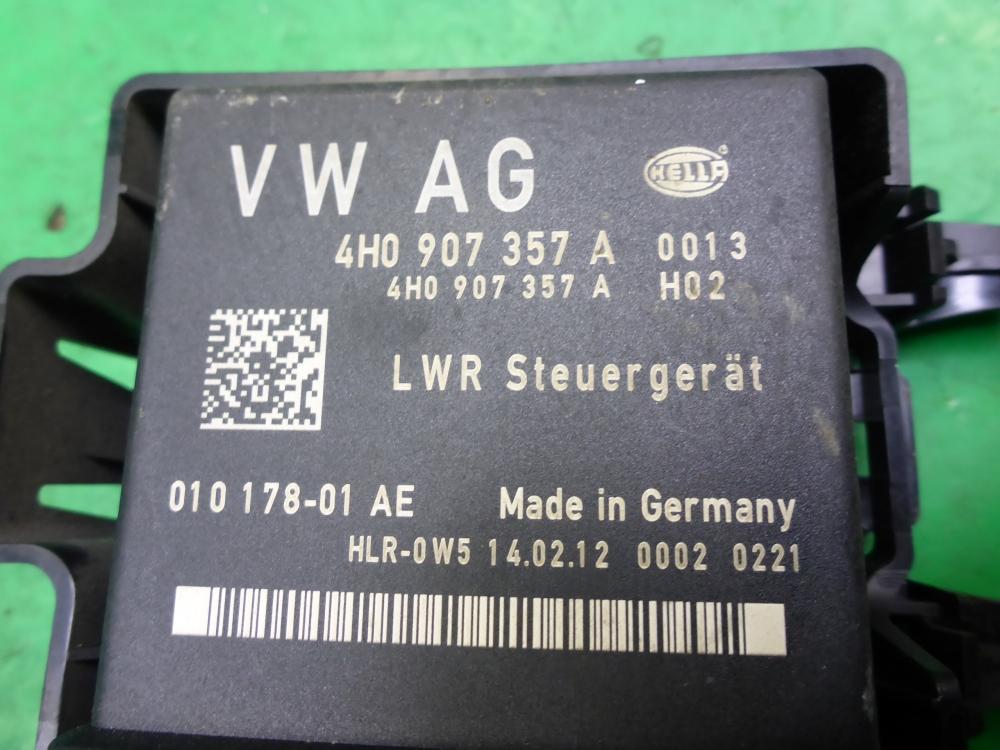 VW AG
HELLA
®
4H0 907 357 A 0013
4H0 907 357 A H02
LWR Steuergerät
010 178-01 AE
Made in Germany
HLR-0W5 14.02.12 0002 0221